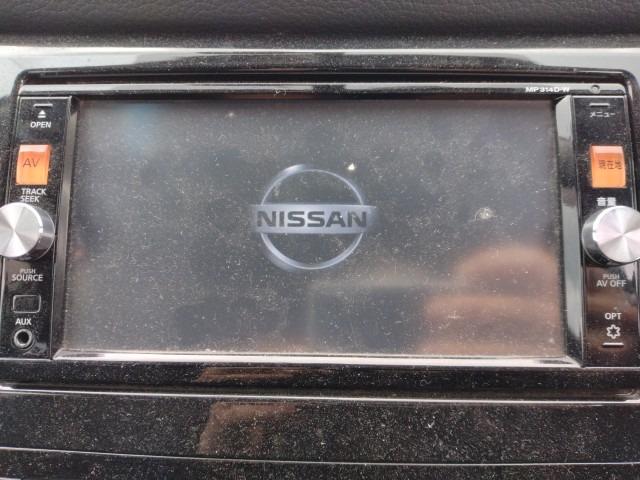 MP314D-W
OPEN
AV
TRACK
SEEK
PUSH
SOURCE
AUX
NISSAN
メニュー
現在地
音量
PUSH
AV OFF
OPT